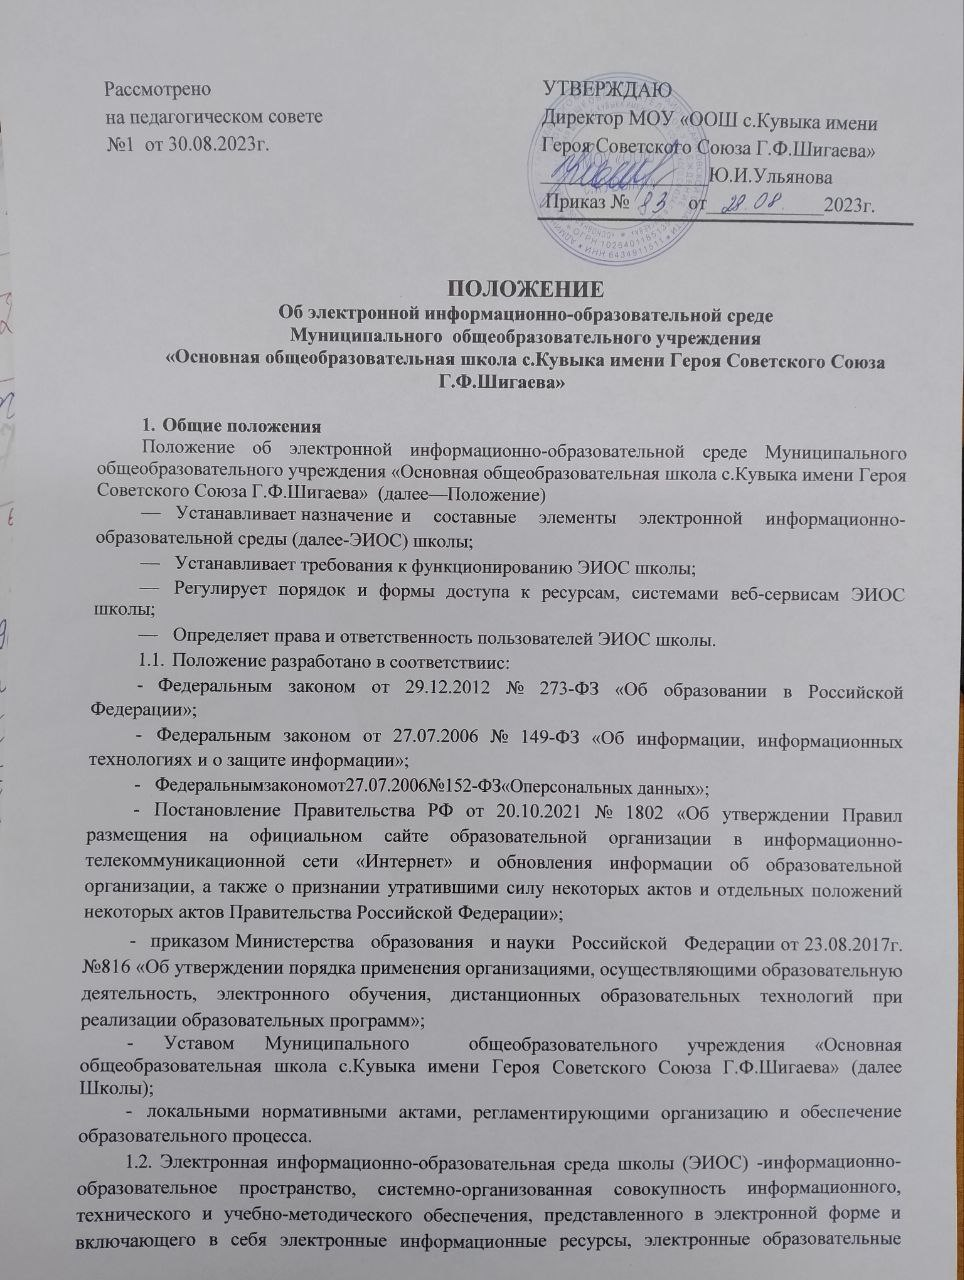 Рассмотрено
на педагогическом совете
№1 от 30.08.2023г.
УТВЕРЖДАЮ
Директор МОУ «ООШ с.Кувыка имени
Героя Советского Союза Г.Ф.Шигаева»
Ю.И.Ульянова
Приказ № 83 от 28.08. 2023г.
ПОЛОЖЕНИЕ
Об электронной информационно-образовательной среде
Муниципального общеобразовательного учреждения
«Основная общеобразовательная школа с.Кувыка имени Героя Советского Союза
Г.Ф.Шигаева»
1. Общие положения
Положение об электронной информационно-образовательной среде Муниципального
общеобразовательного учреждения «Основная общеобразовательная школа с.Кувыка имени Героя
Советского Союза Г.Ф.Шигаева» (далее—Положение)
— Устанавливает назначение и составные элементы электронной информационно-
образовательной среды (далее-ЭИОС) школы;
— Устанавливает требования к функционированию ЭИОС школы;
— Регулирует порядок и формы доступа к ресурсам, системами веб-сервисам ЭИОС
школы;
— Определяет права и ответственность пользователей ЭИОС школы.
1.1. Положение разработано в соответствиис:
- Федеральным законом от 29.12.2012 № 273-ФЗ «Об образовании в Российской
Федерации»;
- Федеральным законом от 27.07.2006 № 149-ФЗ «Об информации, информационных
технологиях и о защите информации»;
- Федеральнымзакономот27.07.2006№152-ФЗ«Оперсональных данных»;
- Постановление Правительства РФ от 20.10.2021 № 1802 «Об утверждении Правил
размещения на официальном сайте образовательной организации в информационно-
телекоммуникационной сети «Интернет» и обновления информации об образовательной
организации, а также о признании утратившими силу некоторых актов и отдельных положений
некоторых актов Правительства Российской Федерации»;
- приказом Министерства образования и науки Российской Федерации от 23.08.2017г.
№816 «Об утверждении порядка применения организациями, осуществляющими образовательную
деятельность, электронного обучения, дистанционных образовательных технологий при
реализации образовательных программ»;
- Уставом Муниципального общеобразовательного учреждения «Основная
общеобразовательная школа с.Кувыка имени Героя Советского Союза Г.Ф.Шигаева» (далее
Школы);
- локальными нормативными актами, регламентирующими организацию и обеспечение
образовательного процесса.
1.2. Электронная информационно-образовательная среда школы (ЭИОС) -информационно-
образовательное пространство, системно-организованная совокупность информационного,
технического и учебно-методического обеспечения, представленного в электронной форме и
включающего в себя электронные информационные ресурсы, электронные образовательные